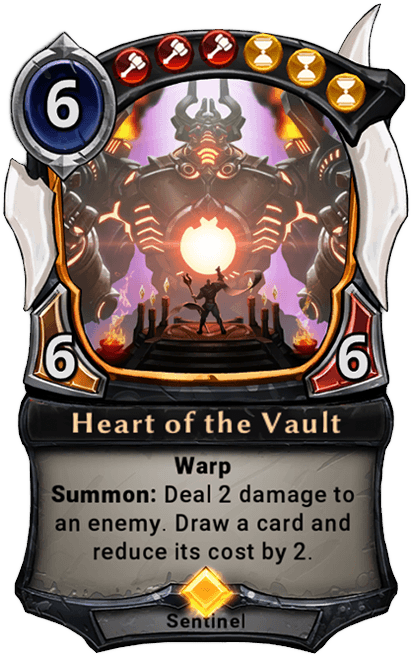 6
6
6
Heart of the Vault
Warp
Summon: Deal 2 damage to
an enemy. Draw a card and
reduce its cost by 2.
Sentinel